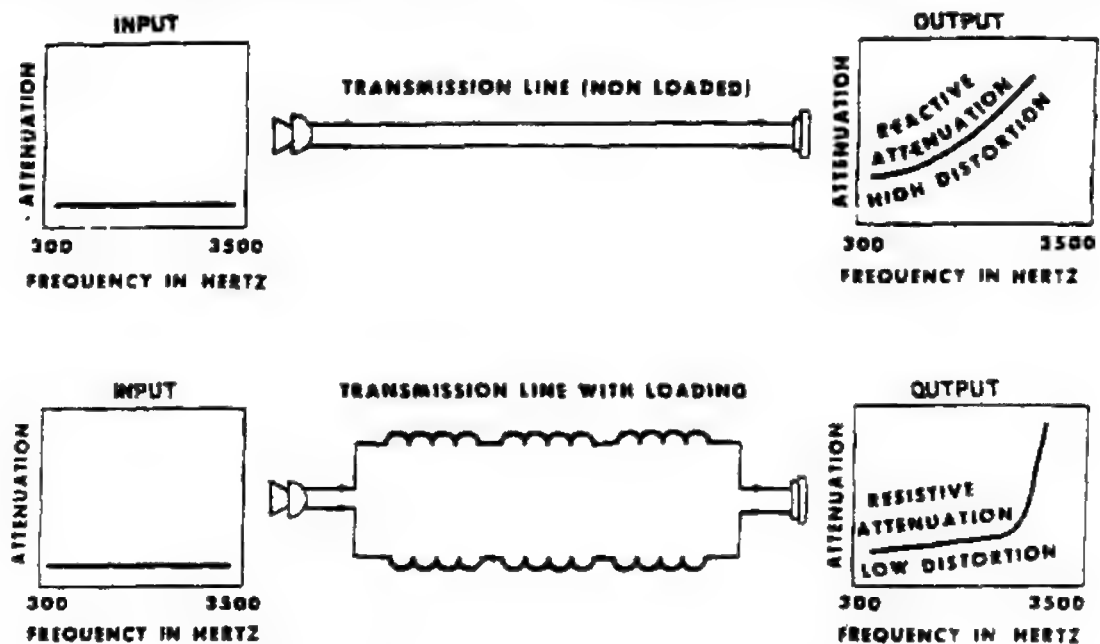 INPUT
ATTENUATION
300 3500
FREQUENCY IN HERTZ
TRANSMISSION LINE (NON LOADED)
OUTPUT
ATTENUATION
REACTIVE
ATTENUATION
HIGH DISTORTION
300 3500
FREQUENCY IN HERTZ
INPUT
ATTENUATION
300 3500
FREQUENCY IN HERTZ
TRANSMISSION LINE WITH LOADING
OUTPUT
ATTENUATION
RESISTIVE
ATTENUATION
LOW DISTORTION
300 3500
FREQUENCY IN HERTZ